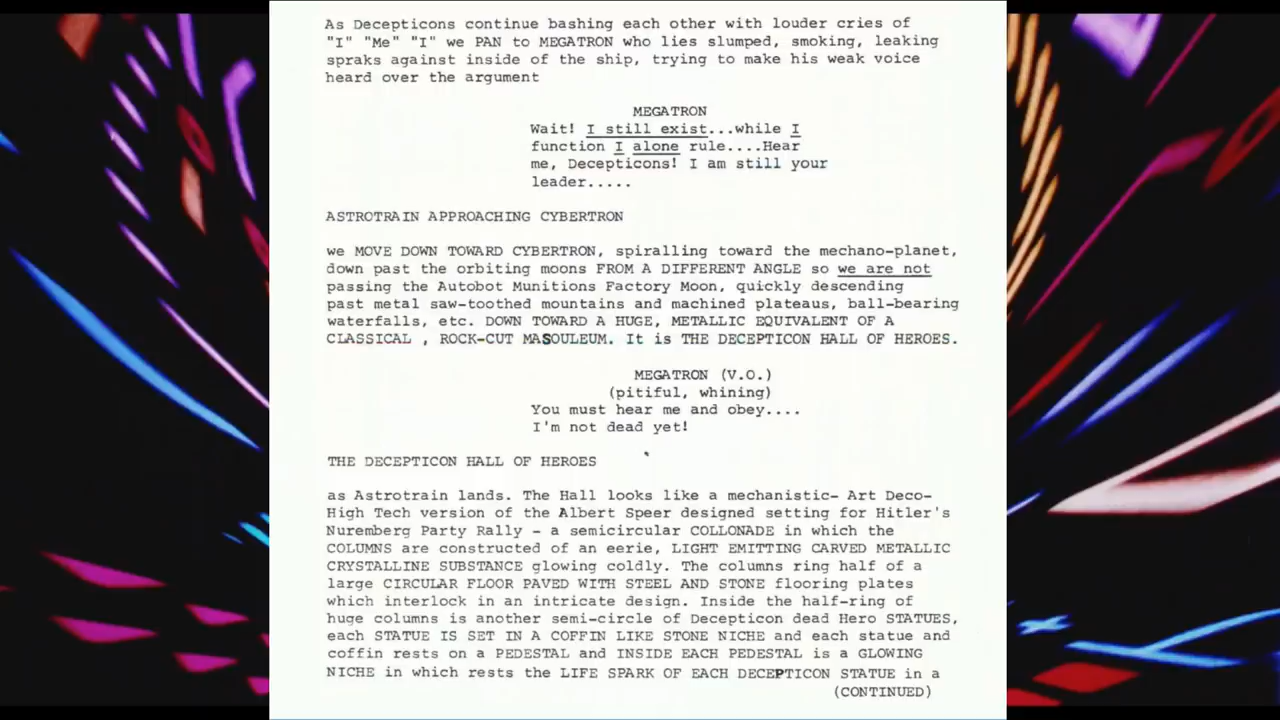 As Decepticons continue bashing each other with louder cries of
"I" "Me" "I" we PAN to MEGATRON who lies slumped, smoking, leaking
spraks against inside of the ship, trying to make his weak voice
heard over the argument
MEGATRON
Wait! I still exist...while I
function I alone rule....Hear
me, Decepticons! I am still your
leader.....
ASTROTRAIN APPROACHING CYBERTRON
we MOVE DOWN TOWARD CYBERTRON, spiralling toward the mechano-planet,
down past the orbiting moons FROM A DIFFERENT ANGLE so we are not
passing the Autobot Munitions Factory Moon, quickly descending
past metal saw-toothed mountains and machined plateaus, ball-bearing
waterfalls, etc. DOWN TOWARD A HUGE, METALLIC EQUIVALENT OF A
CLASSICAL , ROCK-CUT MASOULEUM. It is THE DECEPTICON HALL OF HEROES.
MEGATRON (V.O.)
(pitiful, whining)
You must hear me and obey....
I'm not dead yet!
THE DECEPTICON HALL OF HEROES
as Astrotrain lands. The Hall looks like a mechanistic- Art Deco-
High Tech version of the Albert Speer designed setting for Hitler's
Nuremberg Party Rally - a semicircular COLLONADE in which the
COLUMNS are constructed of an eerie, LIGHT EMITTING CARVED METALLIC
CRYSTALLINE SUBSTANCE glowing coldly. The columns ring half of a
large CIRCULAR FLOOR PAVED WITH STEEL AND STONE flooring plates
which interlock in an intricate design. Inside the half-ring of
huge columns is another semi-circle of Decepticon dead Hero STATUES,
each STATUE IS SET IN A COFFIN LIKE STONE NICHE and each statue and
coffin rests on a PEDESTAL and INSIDE EACH PEDESTAL is a GLOWING
NICHE in which rests the LIFE SPARK OF EACH DECEPTICON STATUE in a
(CONTINUED)